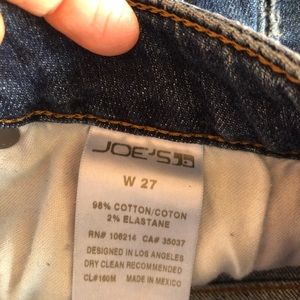 JOE'S
W 27
98% COTTON/COTON
2% ELASTANE
RN# 106214 CA# 35037
DESIGNED IN LOS ANGELES
DRY CLEAN RECOMMENDED
CL#160M MADE IN MEXICO